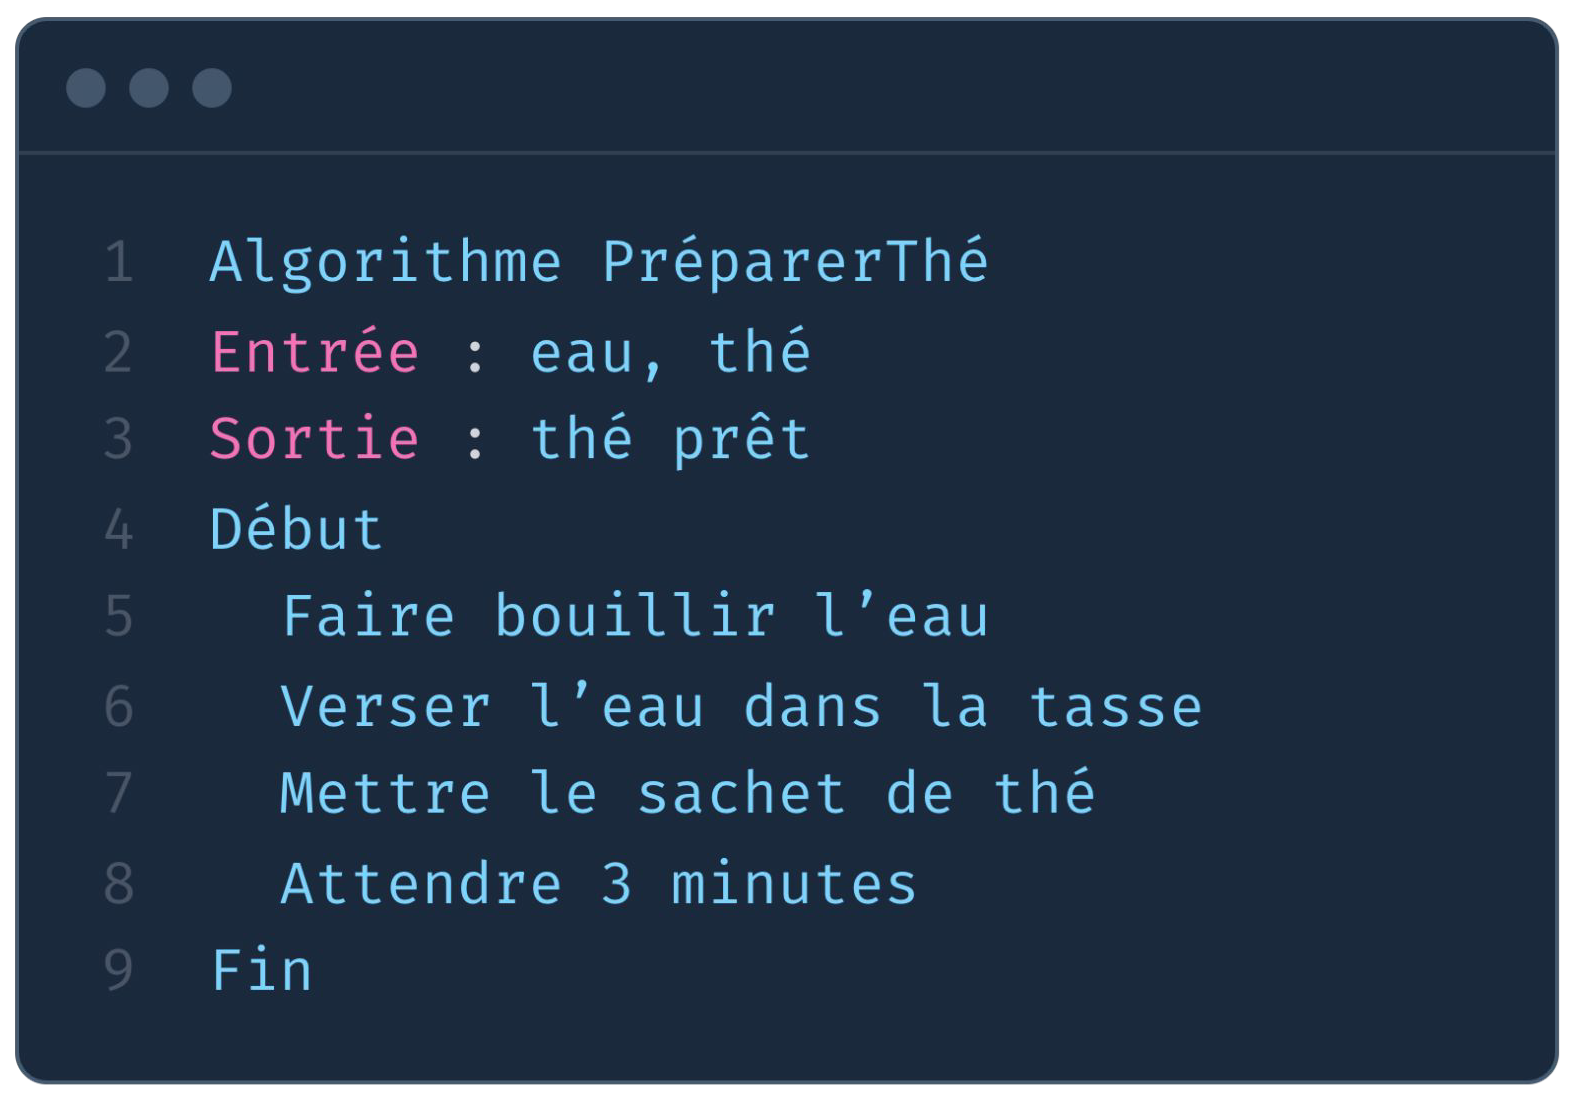 1 Algorithme PréparerThé
2 Entrée : eau, thé
3 Sortie : thé prêt
4 Début
5   Faire bouillir l’eau
6   Verser l’eau dans la tasse
7   Mettre le sachet de thé
8   Attendre 3 minutes
9 Fin